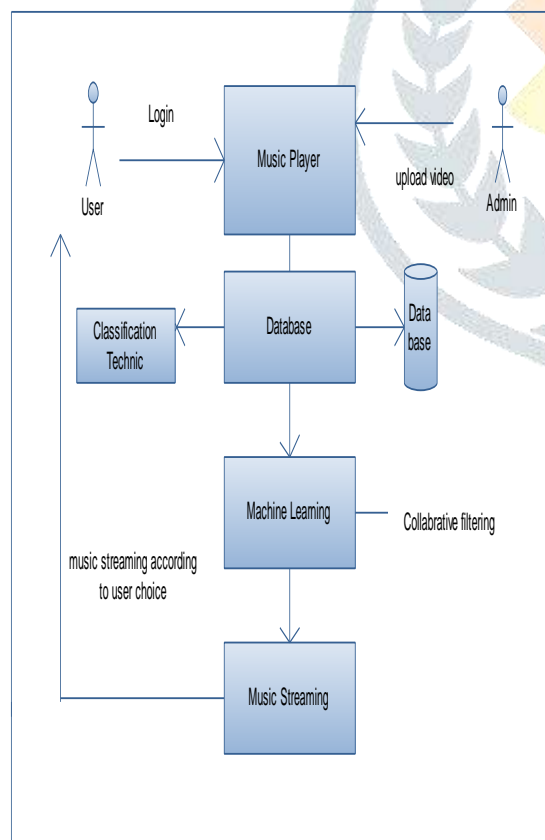 Login
Music Player
upload video
User
Admin
Classification
Technic
Database
Data
base
Machine Learning
Collabrative filtering
music streaming according
to user choice
Music Streaming